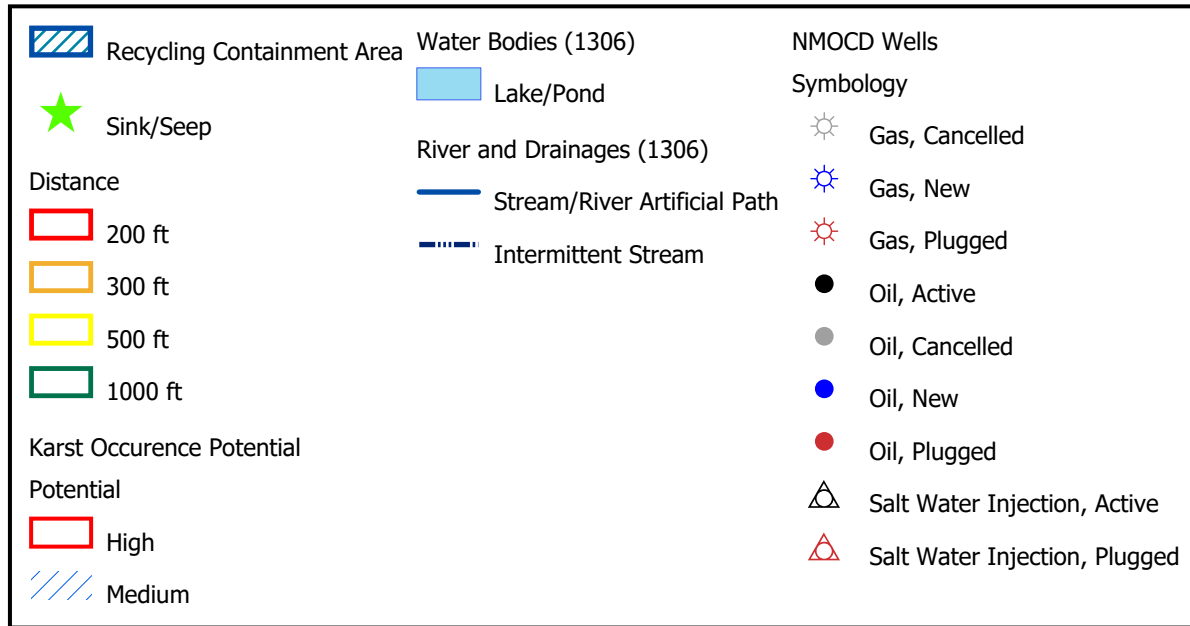 Recycling Containment Area
Sink/Seep
Distance
200 ft
300 ft
500 ft
1000 ft
Karst Occurence Potential
Potential
High
Medium
Water Bodies (1306)
Lake/Pond
River and Drainages (1306)
Stream/River Artificial Path
Intermittent Stream
NMOCD Wells
Symbology
Gas, Cancelled
Gas, New
Gas, Plugged
Oil, Active
Oil, Cancelled
Oil, New
Oil, Plugged
Salt Water Injection, Active
Salt Water Injection, Plugged